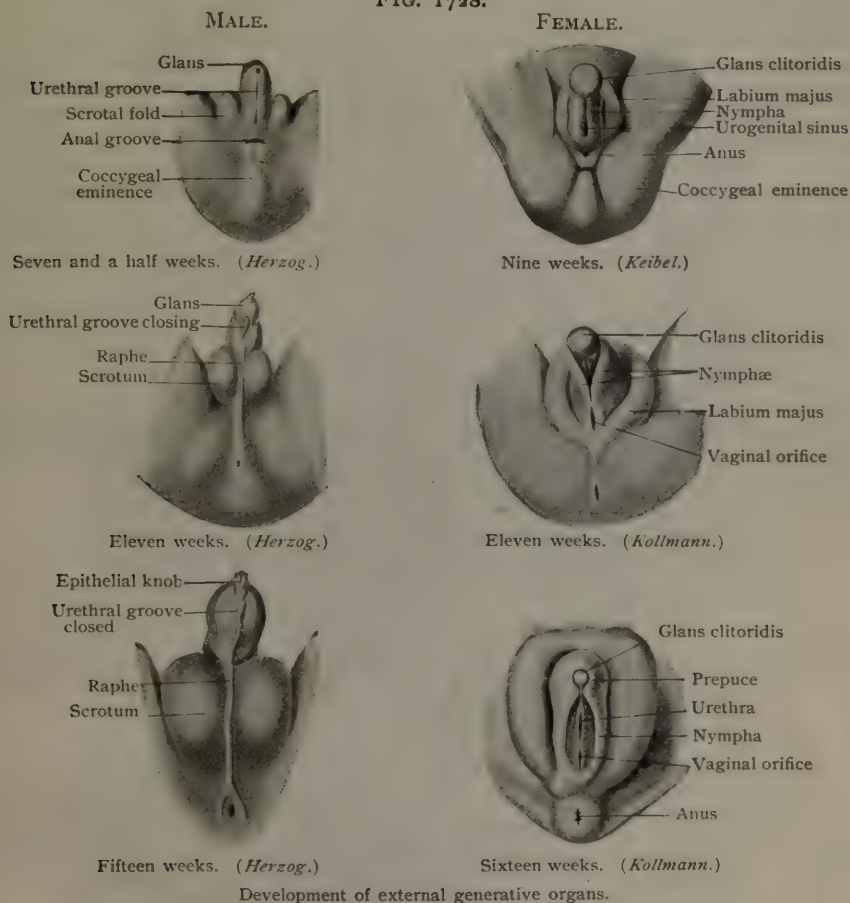 FIG. 1728.
MALE.
FEMALE.
Glans
Urethral groove
Scrotal fold
Anal groove
Coccygeal
eminence
Seven and a half weeks. (Herzog.)
Glans clitoridis
Labium majus
Nympha
Urogenital sinus
Anus
Coccygeal eminence
Nine weeks. (Keibel.)
Glans
Urethral groove closing
Raphe
Scrotum
Eleven weeks. (Herzog.)
Glans clitoridis
Nymphæ
Labium majus
Vaginal orifice
Eleven weeks. (Kollmann.)
Epithelial knob
Urethral groove
closed
Raphe
Scrotum
Fifteen weeks. (Herzog.)
Glans clitoridis
Prepuce
Urethra
Nympha
Vaginal orifice
Anus
Sixteen weeks. (Kollmann.)
Development of external generative organs.